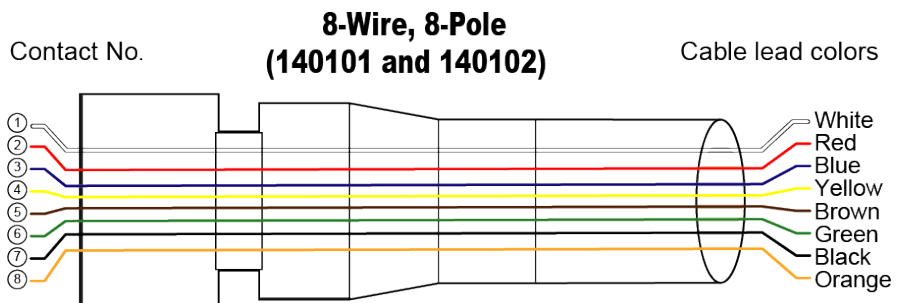 8-Wire, 8-Pole
(140101 and 140102)
Contact No.
Cable lead colors
1 White
2 Red
3 Blue
4 Yellow
5 Brown
6 Green
7 Black
8 Orange